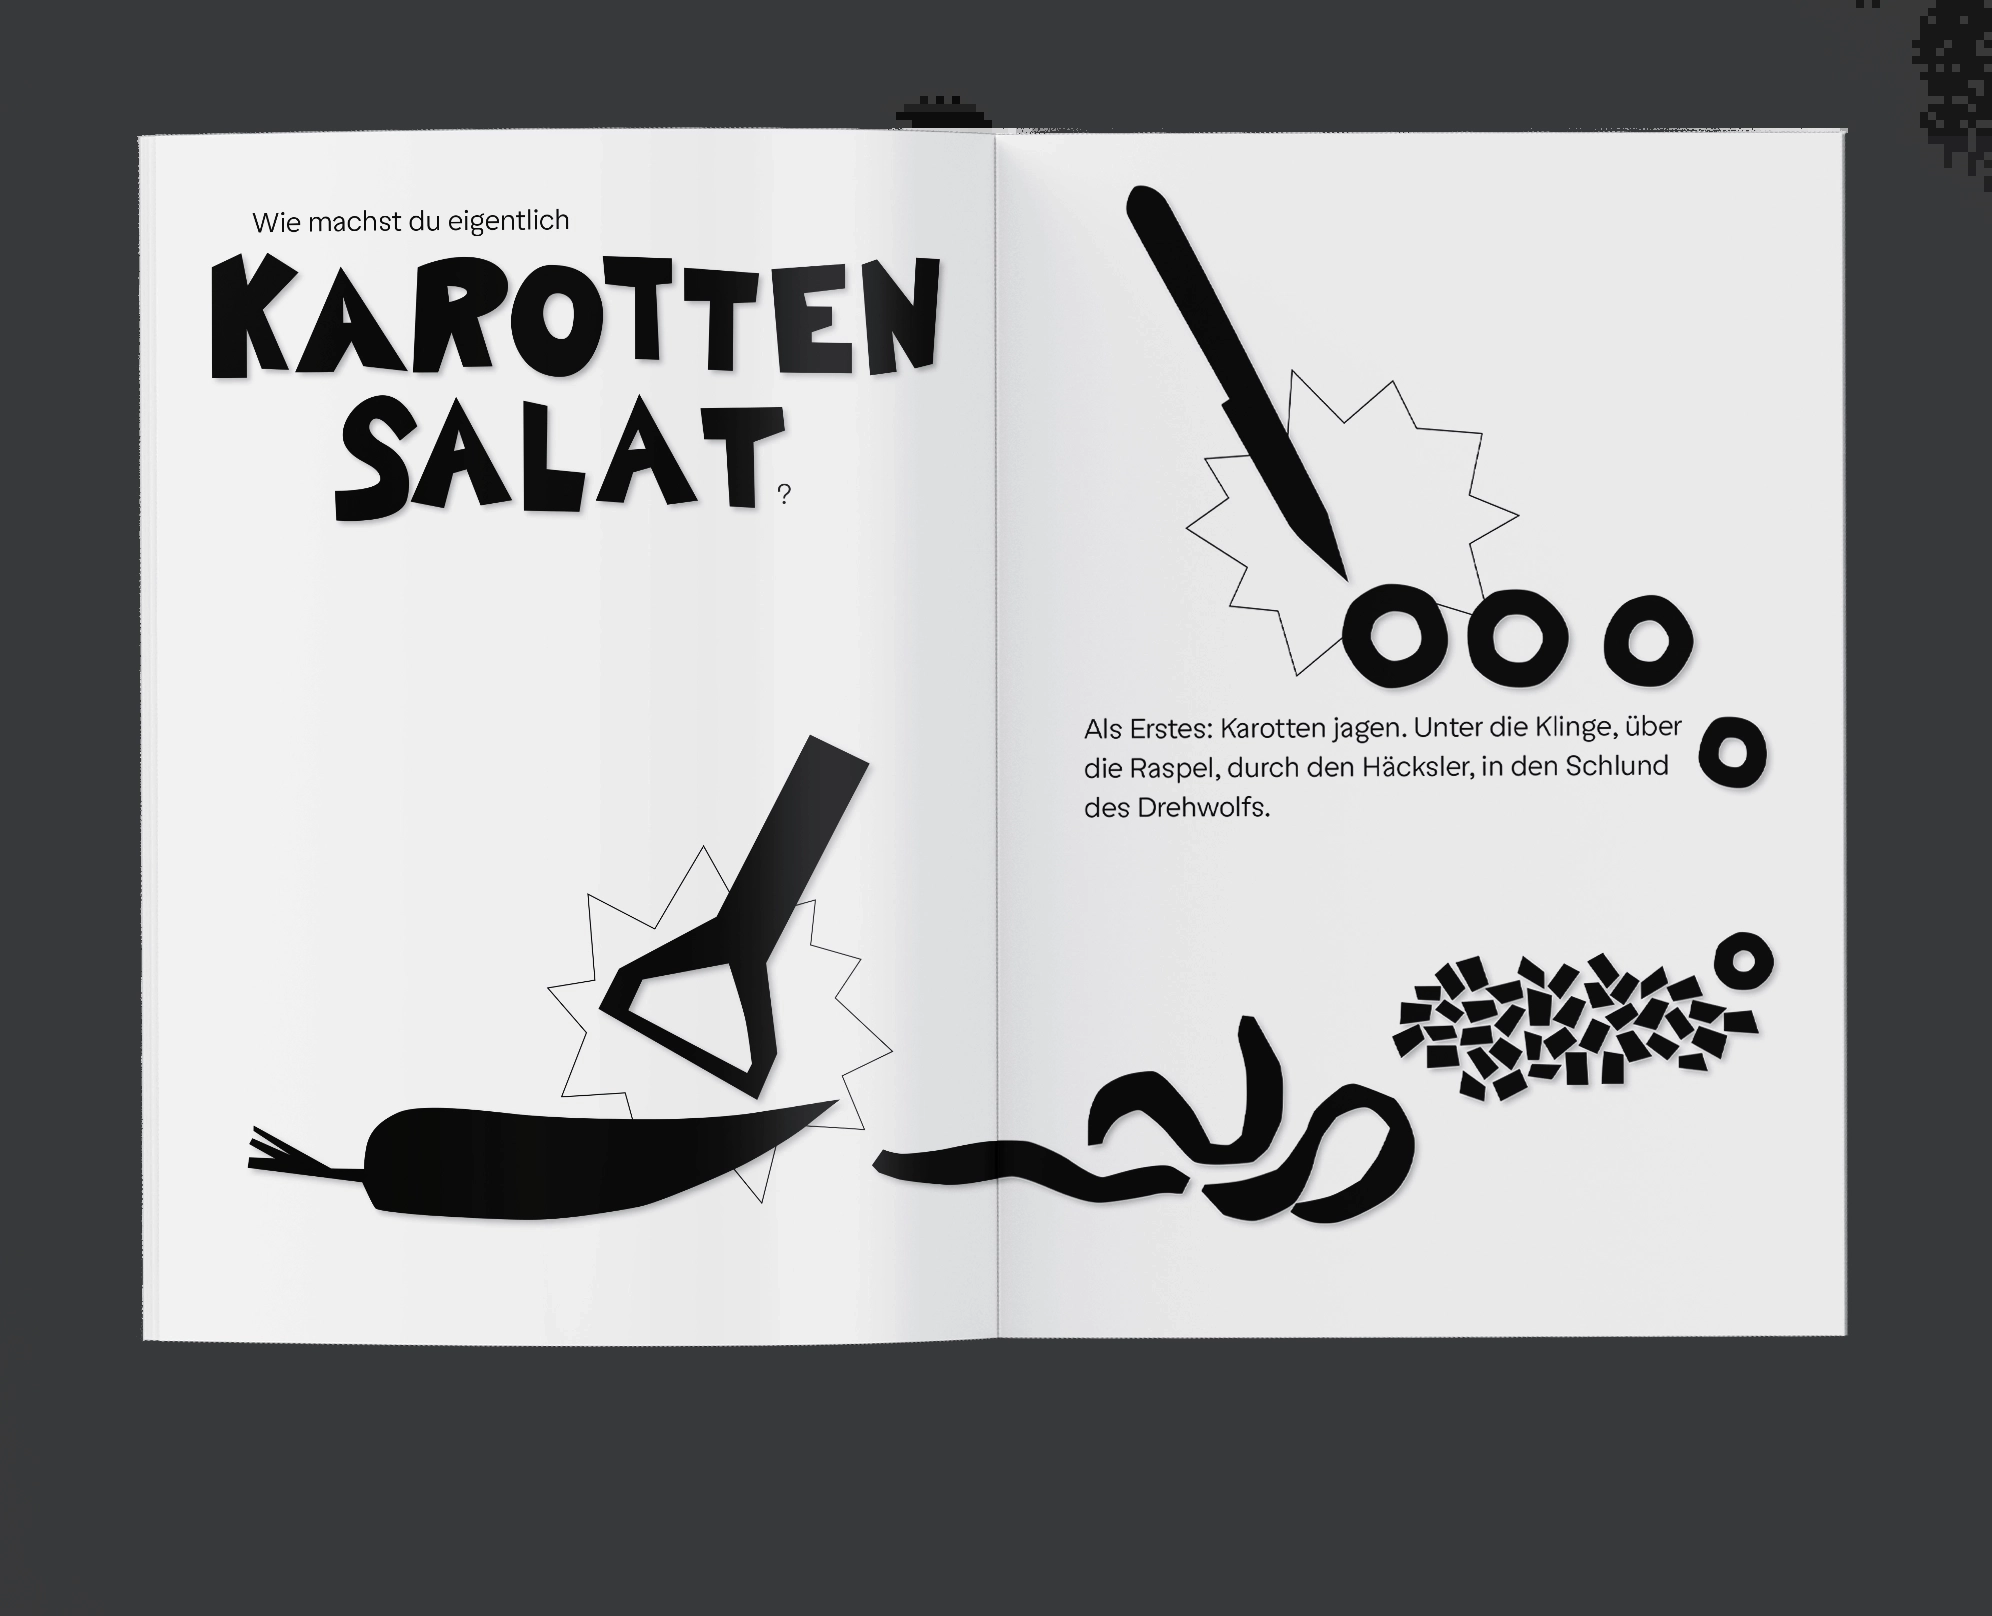 Wie machst du eigentlich
KAROTTEN
SALAT?
Als Erstes: Karotten jagen. Unter die Klinge, über
die Raspel, durch den Häcksler, in den Schlund
des Drehwolfs.